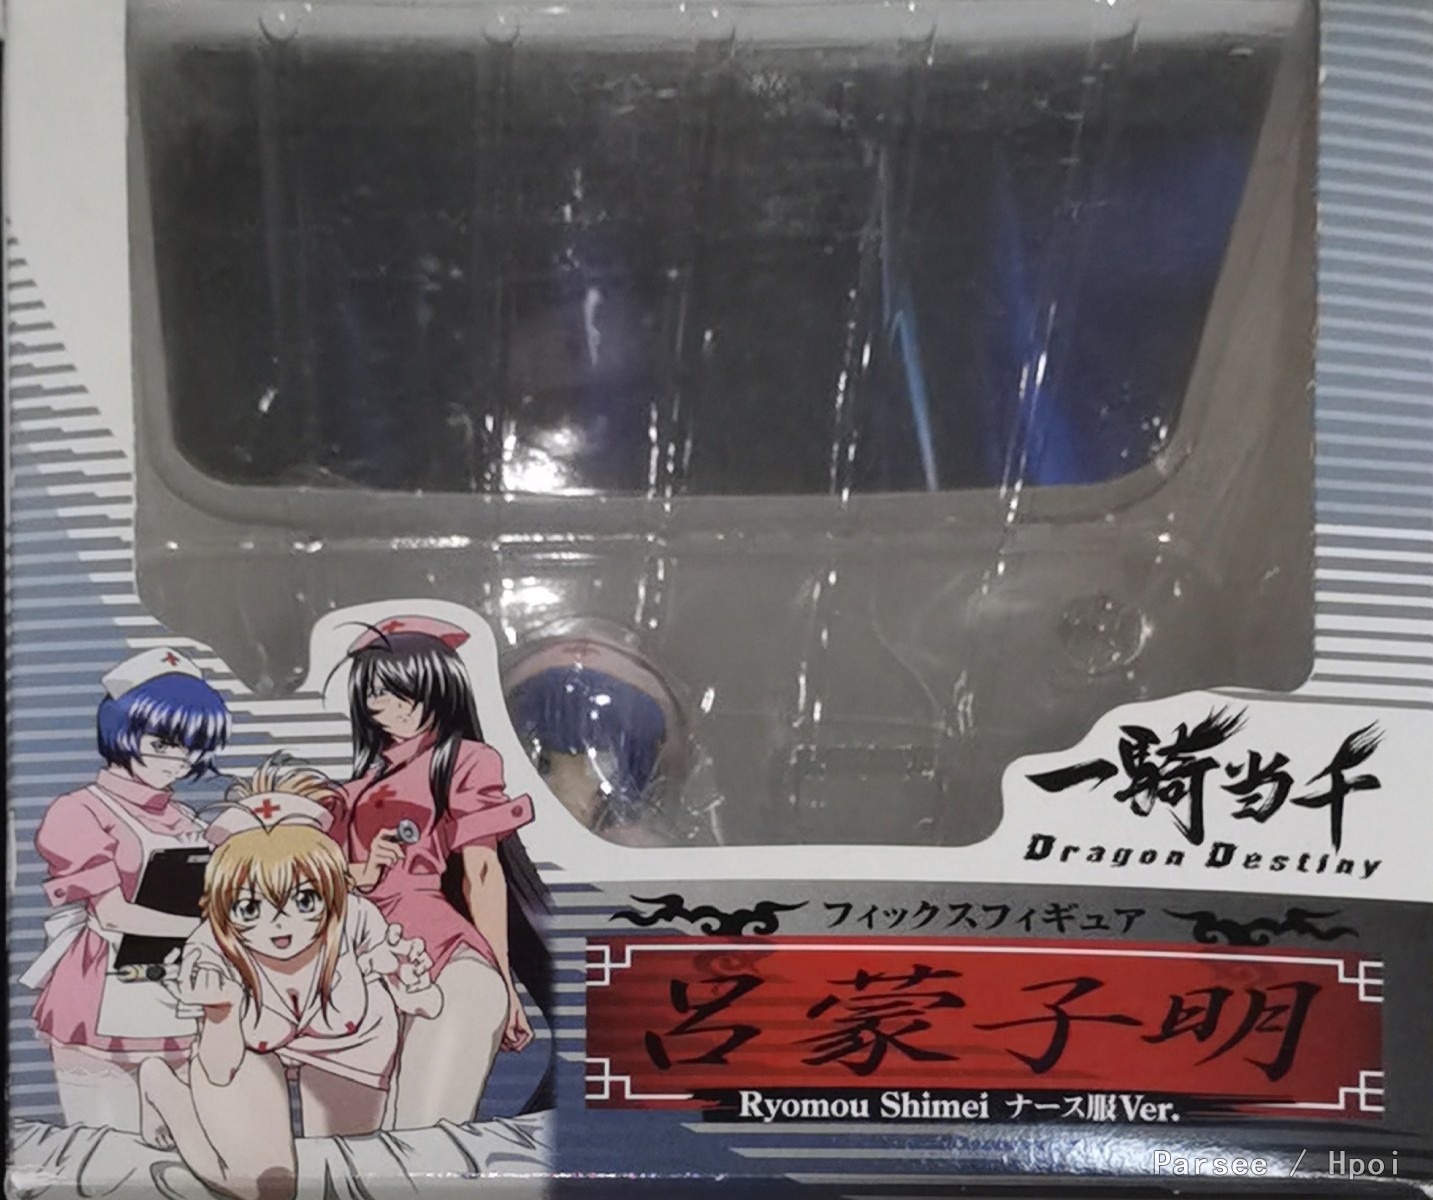 一騎当千
Dragon Destiny
フィックスフィギュア
呂蒙子明
Ryomou Shimei ナース服Ver.
Parsee / Hpoi